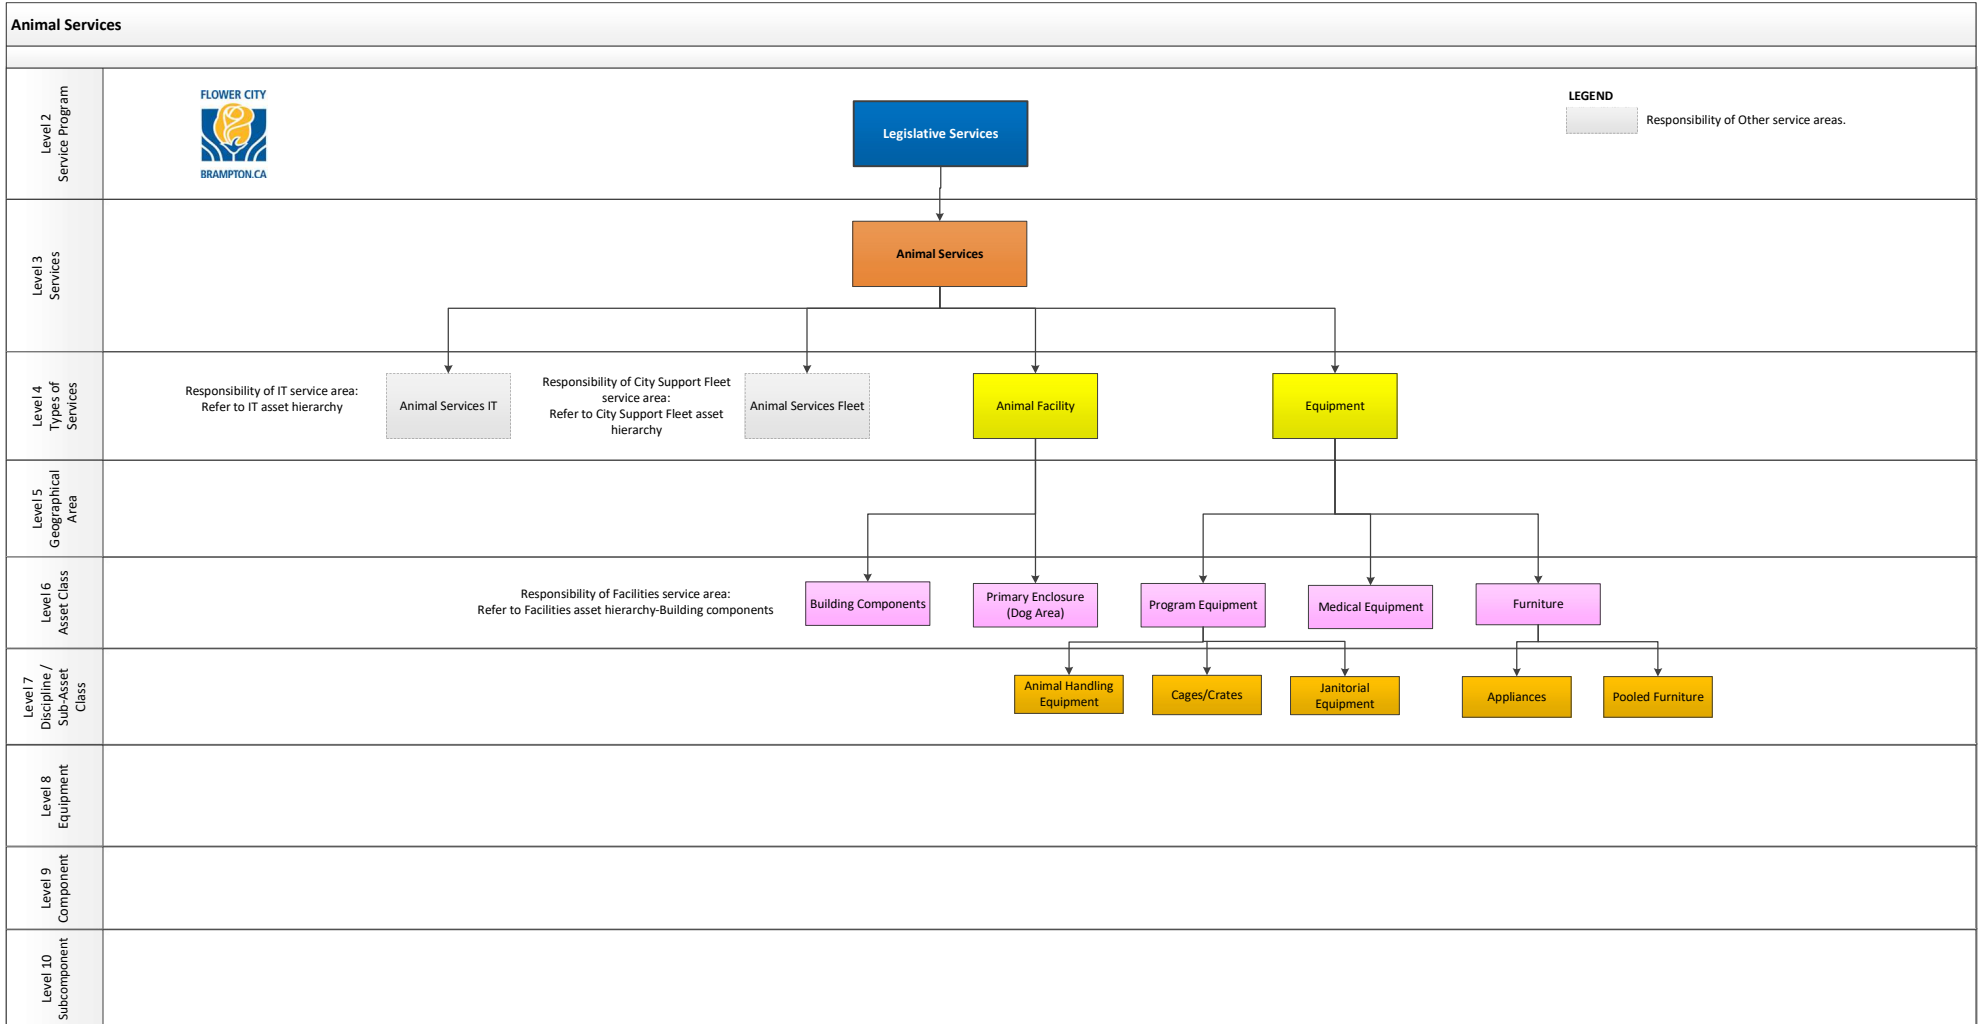 Animal Services
Level 2
Service Program
FLOWER CITY
BRAMPTON.CA
Legislative Services
LEGEND
Responsibility of Other service areas.
Level 3
Services
Animal Services
Level 4
Types of
Services
Responsibility of IT service area:
Refer to IT asset hierarchy
Animal Services IT
Responsibility of City Support Fleet
service area:
Refer to City Support Fleet asset
hierarchy
Animal Services Fleet
Animal Facility
Equipment
Level 5
Geographical
Area
Level 6
Asset Class
Responsibility of Facilities service area:
Refer to Facilities asset hierarchy-Building components
Building Components
Primary Enclosure
(Dog Area)
Program Equipment
Medical Equipment
Furniture
Level 7
Discipline /
Sub-Asset
Class
Animal Handling
Equipment
Cages/Crates
Janitorial
Equipment
Appliances
Pooled Furniture
Level 8
Equipment
Level 9
Component
Level 10
Subcomponent